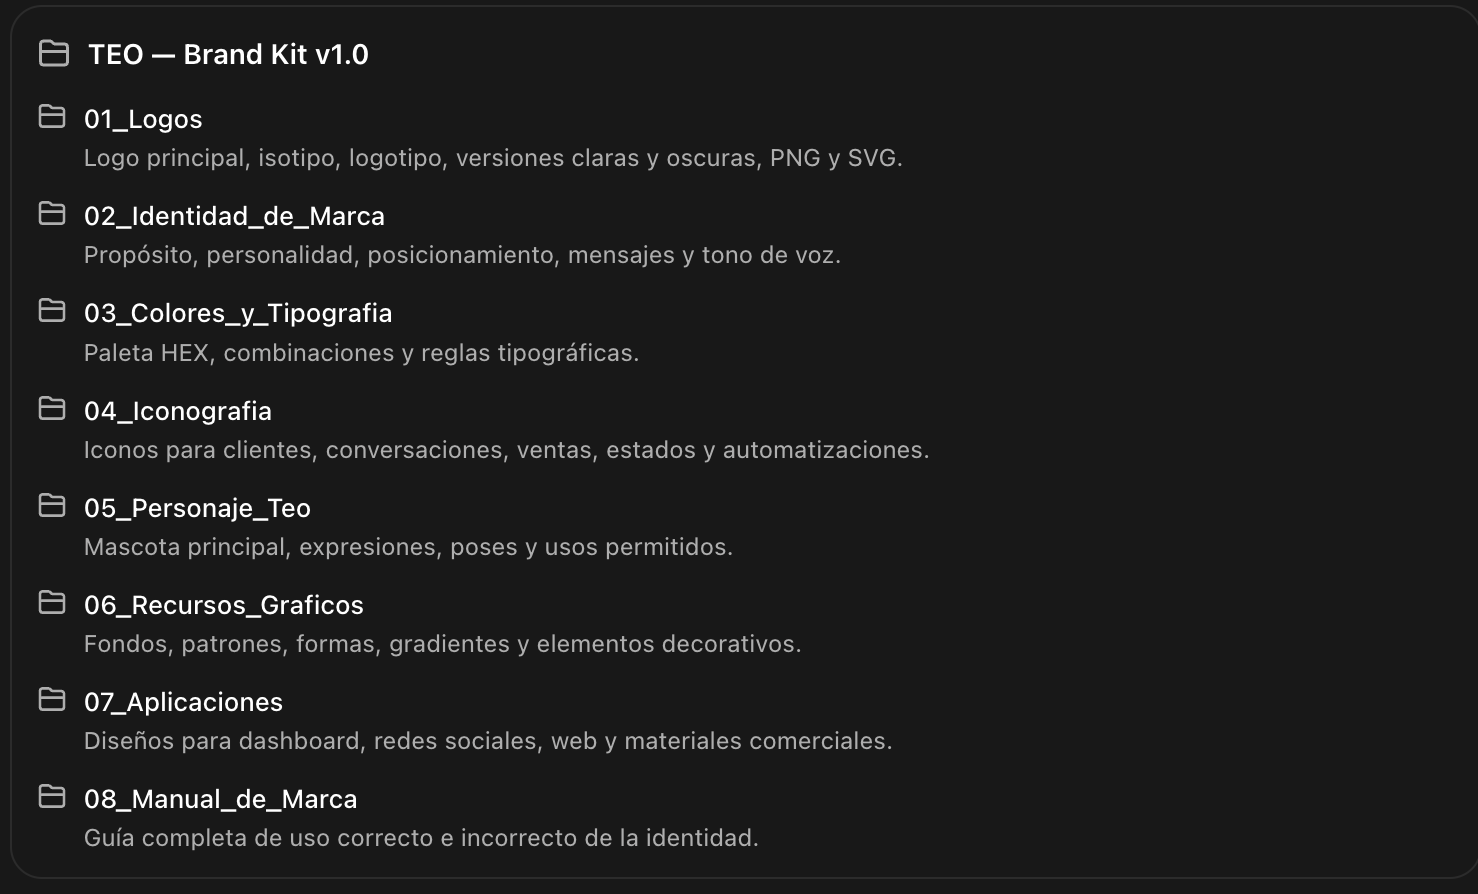 TEO — Brand Kit v1.0
01_Logos
Logo principal, isotipo, logotipo, versiones claras y oscuras, PNG y SVG.
02_Identidad_de_Marca
Propósito, personalidad, posicionamiento, mensajes y tono de voz.
03_Colores_y_Tipografia
Paleta HEX, combinaciones y reglas tipográficas.
04_Iconografia
Iconos para clientes, conversaciones, ventas, estados y automatizaciones.
05_Personaje_Teo
Mascota principal, expresiones, poses y usos permitidos.
06_Recursos_Graficos
Fondos, patrones, formas, gradientes y elementos decorativos.
07_Aplicaciones
Diseños para dashboard, redes sociales, web y materiales comerciales.
08_Manual_de_Marca
Guía completa de uso correcto e incorrecto de la identidad.